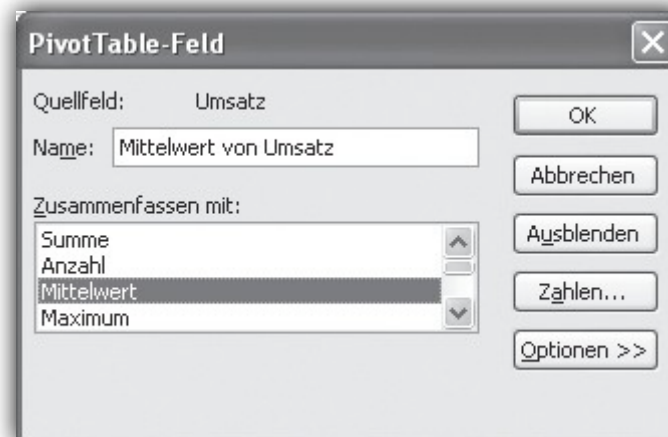 PivotTable-Feld
Quellfeld: Umsatz
Name: Mittelwert von Umsatz
Zusammenfassen mit:
Summe
Anzahl
Mittelwert
Maximum
OK
Abbrechen
Ausblenden
Zahlen...
Optionen >>